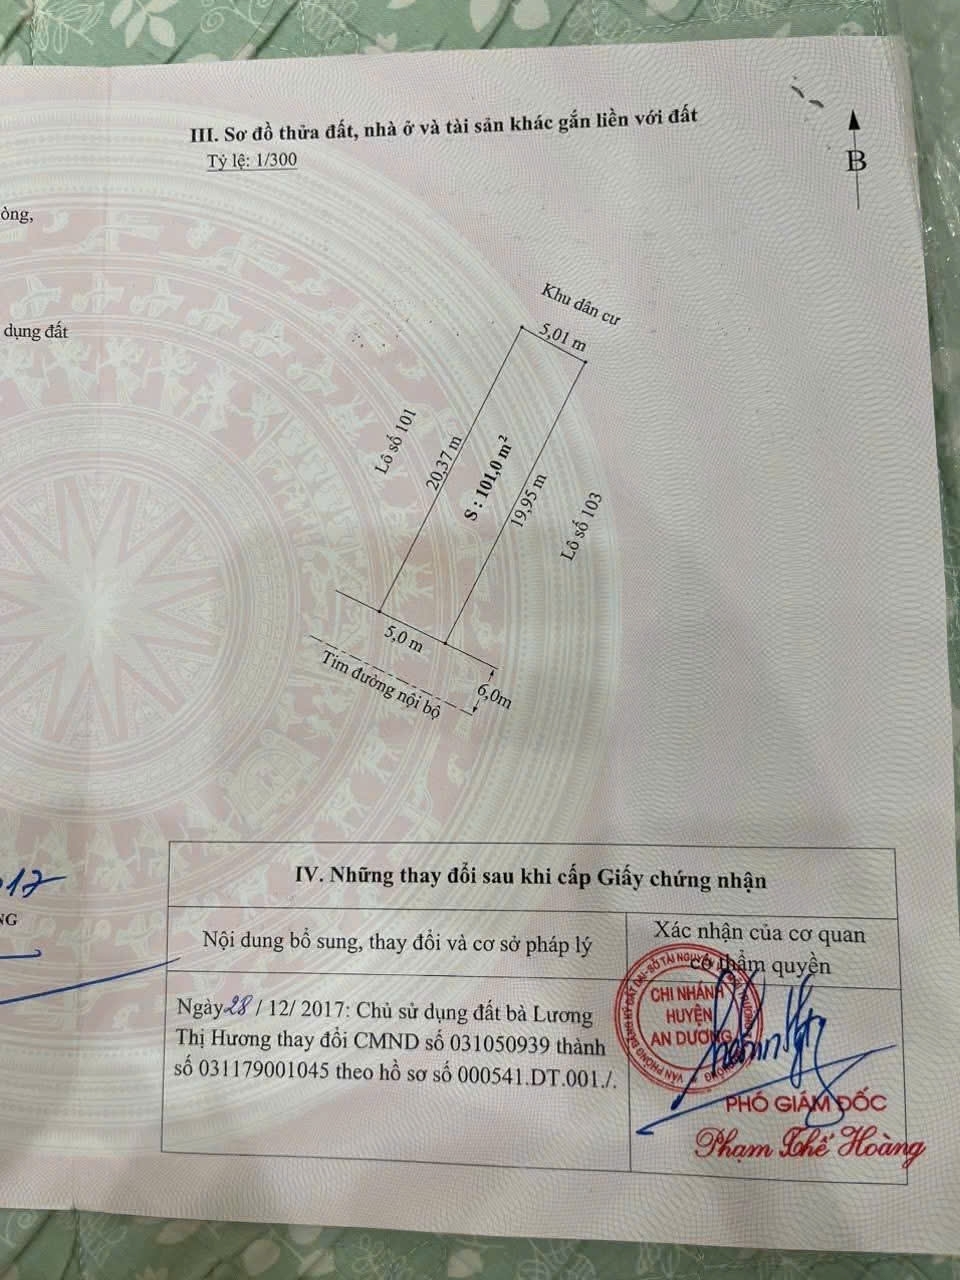 III. Sơ đồ thửa đất, nhà ở và tài sản khác gắn liền với đất
Tỷ lệ: 1/300
B
òng,
dụng đất
Khu dân cư
5,01 m
Lô số 101
20,37 m
S : 101,0 m²
19,95 m
Lô số 103
5,0 m
6,0m
Tim đường nội bộ
017
NG
IV. Những thay đổi sau khi cấp Giấy chứng nhận
Nội dung bổ sung, thay đổi và cơ sở pháp lý
Xác nhận của cơ quan
có thẩm quyền
Ngày 28 / 12/ 2017: Chủ sử dụng đất bà Lương
Thị Hương thay đổi CMND số 031050939 thành
số 031179001045 theo hồ sơ số 000541.DT.001./.
CHI NHÁNH
HUYỆN
AN DƯƠNG
PHÓ GIÁM ĐỐC
Phạm Thế Hoàng